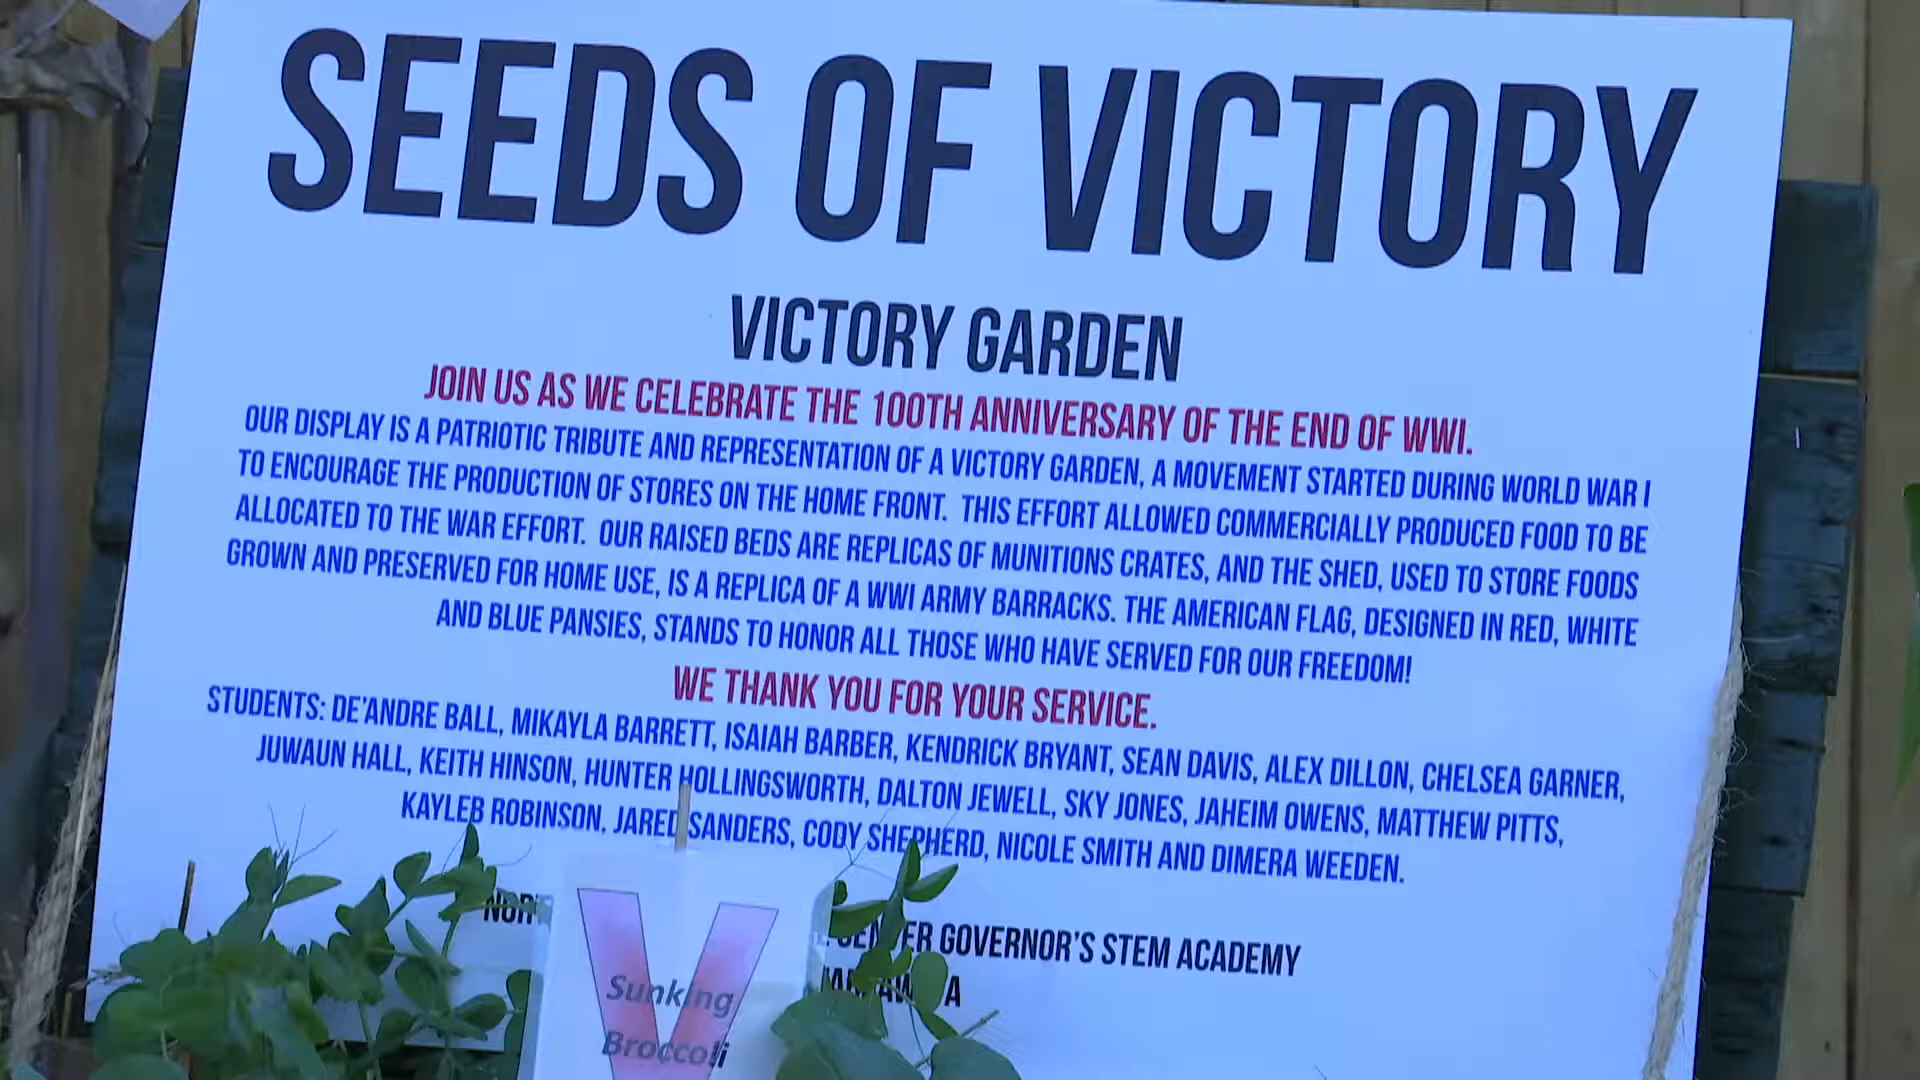 SEEDS OF VICTORY
VICTORY GARDEN
JOIN US AS WE CELEBRATE THE 100TH ANNIVERSARY OF THE END OF WWI.
OUR DISPLAY IS A PATRIOTIC TRIBUTE AND REPRESENTATION OF A VICTORY GARDEN, A MOVEMENT STARTED DURING WORLD WAR I
TO ENCOURAGE THE PRODUCTION OF STORES ON THE HOME FRONT. THIS EFFORT ALLOWED COMMERCIALLY PRODUCED FOOD TO BE
ALLOCATED TO THE WAR EFFORT. OUR RAISED BEDS ARE REPLICAS OF MUNITIONS CRATES, AND THE SHED, USED TO STORE FOODS
GROWN AND PRESERVED FOR HOME USE, IS A REPLICA OF A WWI ARMY BARRACKS. THE AMERICAN FLAG, DESIGNED IN RED, WHITE
AND BLUE PANSIES, STANDS TO HONOR ALL THOSE WHO HAVE SERVED FOR OUR FREEDOM!
WE THANK YOU FOR YOUR SERVICE.
STUDENTS: DE'ANDRE BALL, MIKAYLA BARRETT, ISAIAH BARBER, KENDRICK BRYANT, SEAN DAVIS, ALEX DILLON, CHELSEA GARNER,
JUWAUN HALL, KEITH HINSON, HUNTER HOLLINGSWORTH, DALTON JEWELL, SKY JONES, JAHEIM OWENS, MATTHEW PITTS,
KAYLEB ROBINSON, JARED SANDERS, CODY SHEPHERD, NICOLE SMITH AND DIMERA WEEDEN.
GOVERNOR'S STEM ACADEMY
V
Sunking
Broccoli